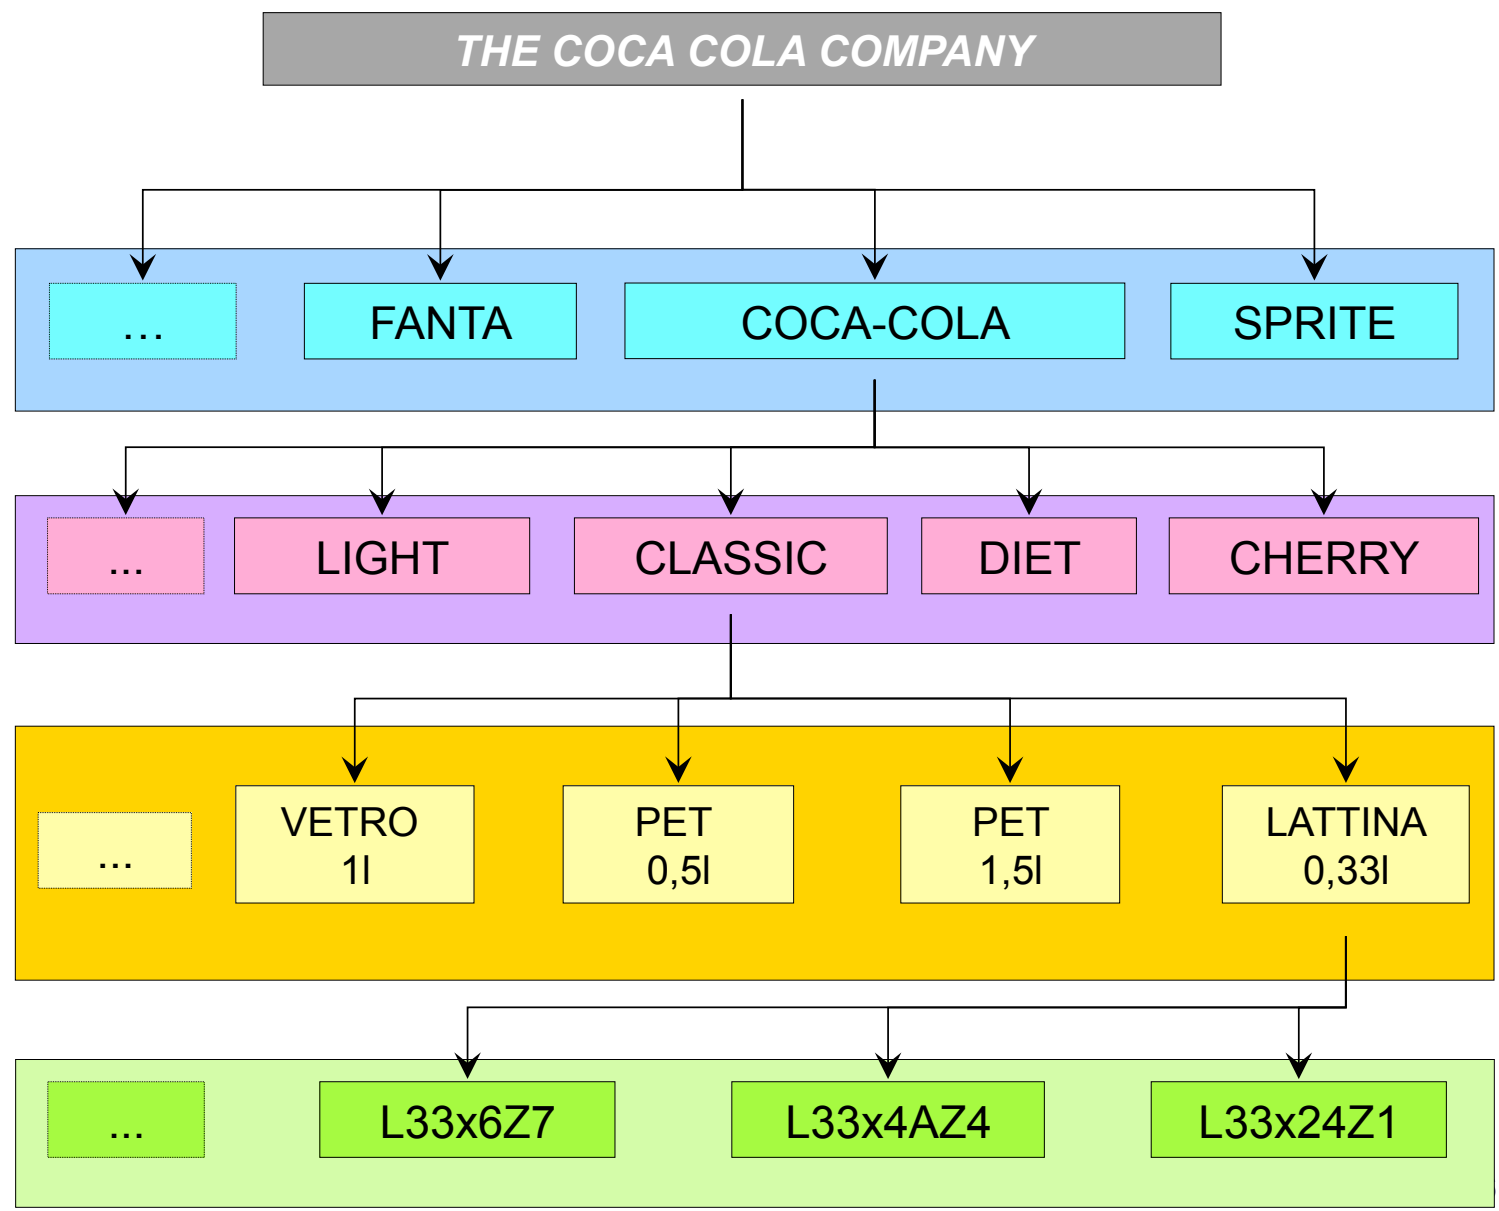 THE COCA COLA COMPANY
… FANTA COCA-COLA SPRITE
... LIGHT CLASSIC DIET CHERRY
... VETRO PET PET LATTINA
1l 0,5l 1,5l 0,33l
... L33x6Z7 L33x4AZ4 L33x24Z1